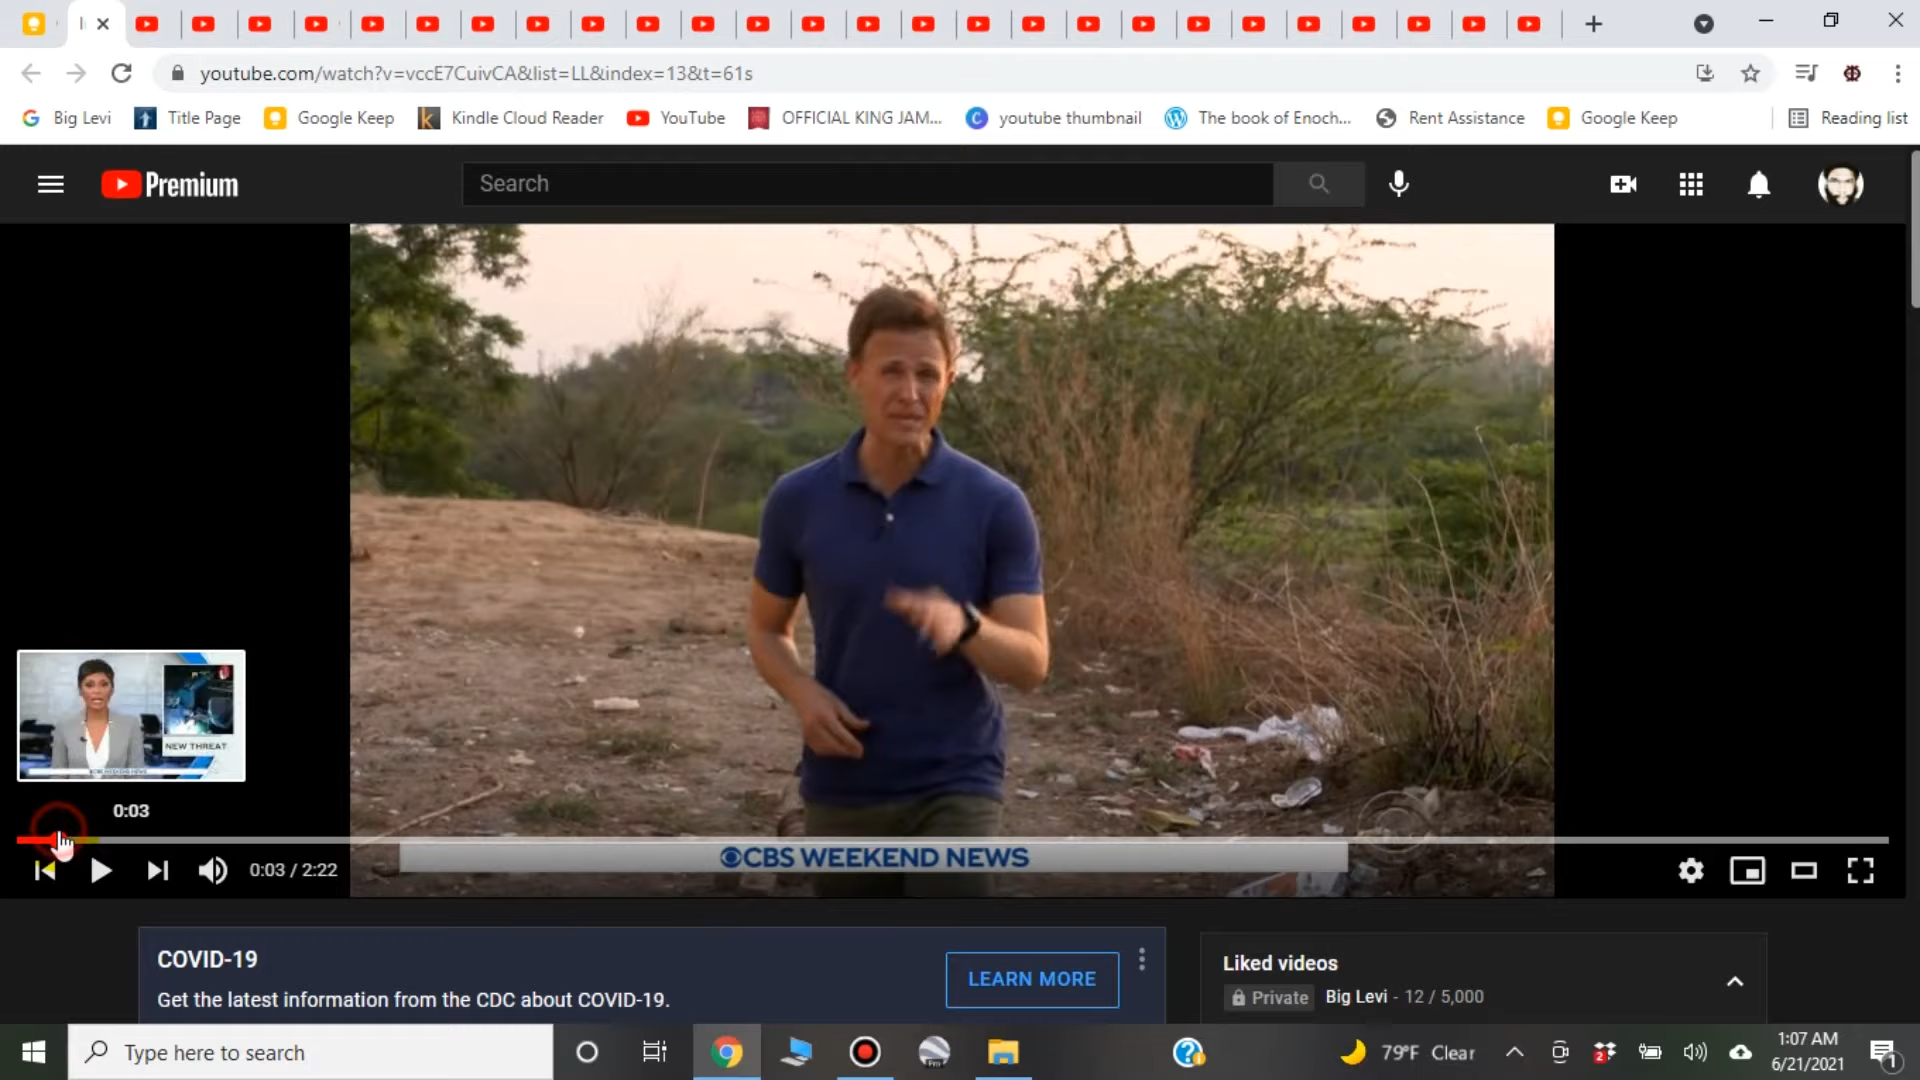 youtube.com/watch?v=vccE7CuivCA&list=LL&index=13&t=61s
Big Levi
Title Page
Google Keep
Kindle Cloud Reader
YouTube
OFFICIAL KING JAM...
youtube thumbnail
The book of Enoch...
Rent Assistance
Google Keep
Reading list
Premium
Search
NEW THREAT
CBS WEEKEND NEWS
0:03
0:03 / 2:22
CBS WEEKEND NEWS
COVID-19
Get the latest information from the CDC about COVID-19.
LEARN MORE
Liked videos
Private
Big Levi - 12 / 5,000
Type here to search
79°F Clear
1:07 AM
6/21/2021